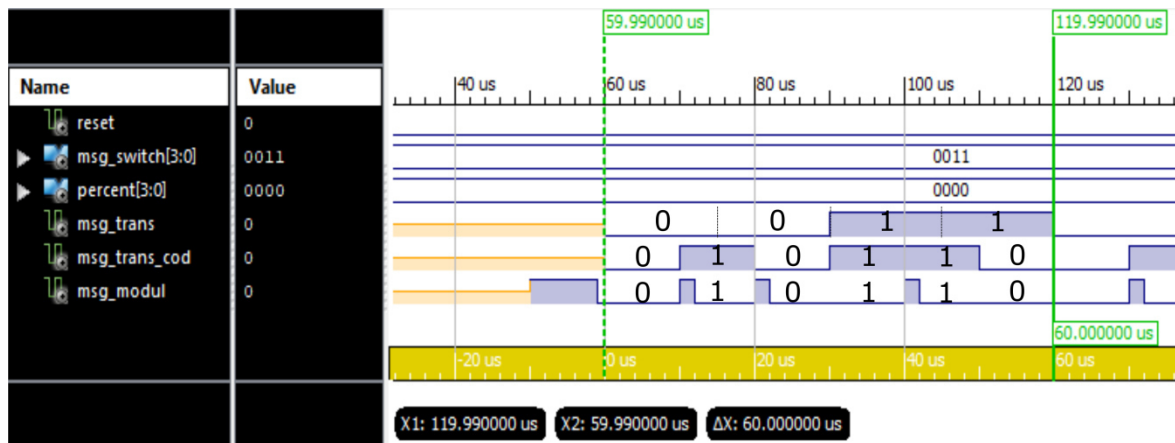 59.990000 us 119.990000 us
Name Value 40 us 60 us 80 us 100 us 120 us
reset 0
msg_switch[3:0] 0011 0011
percent[3:0] 0000 0000
msg_trans 0 0 0 1 1
msg_trans_cod 0 0 1 0 1 1 0
msg_modul 0 0 1 0 1 1 0
60.000000 us
-20 us 0 us 20 us 40 us 60 us
X1: 119.990000 us X2: 59.990000 us ΔX: 60.000000 us